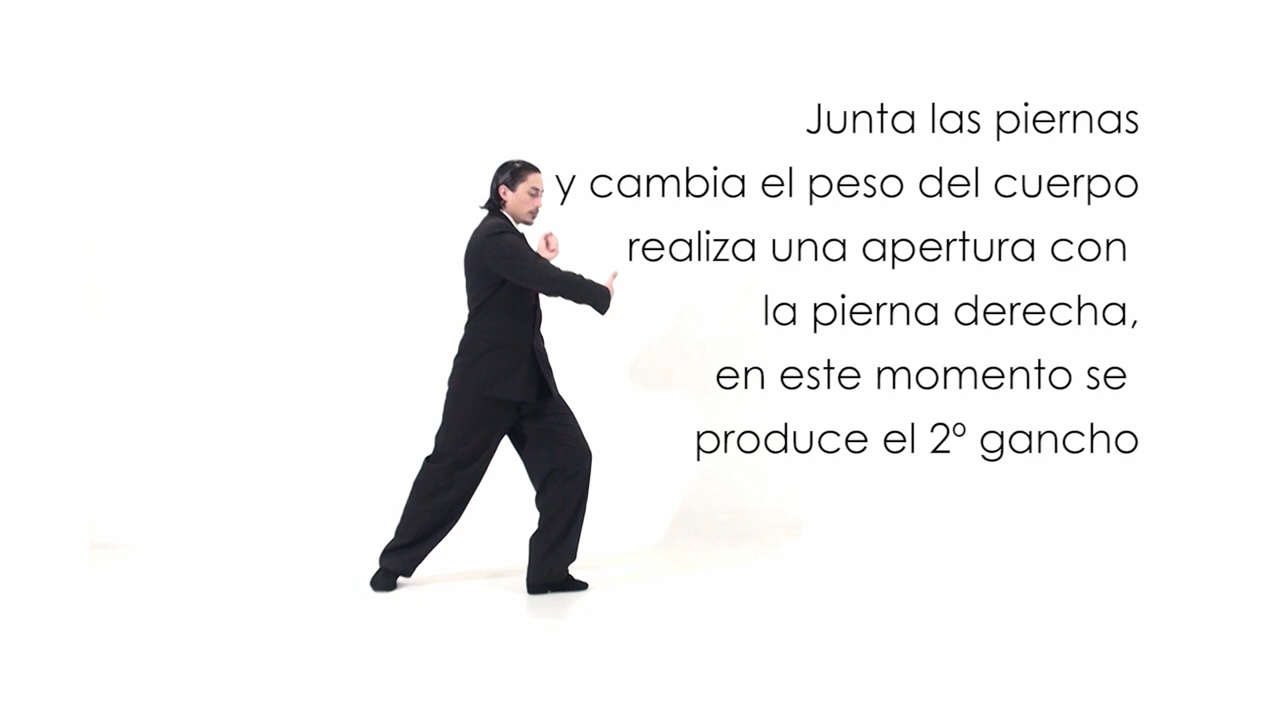 Junta las piernas
y cambia el peso del cuerpo
realiza una apertura con
la pierna derecha,
en este momento se
produce el 2º gancho